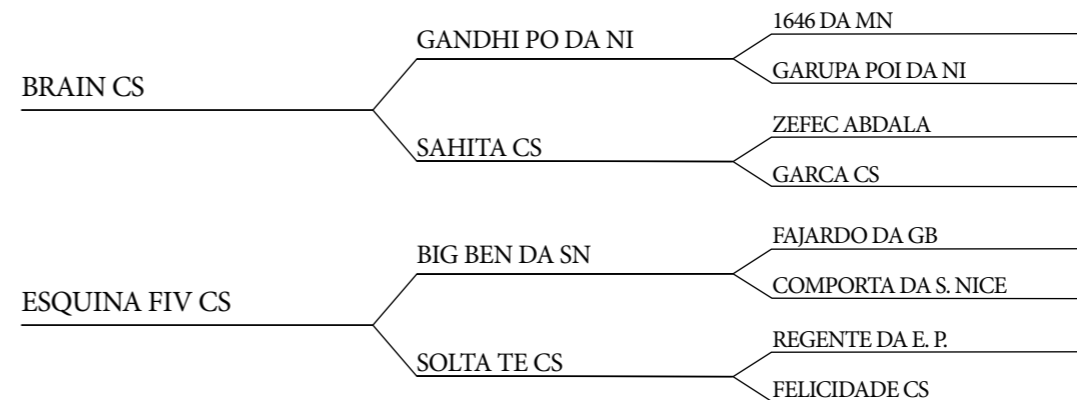 1646 DA MN
GANDHI PO DA NI
GARUPA POI DA NI
BRAIN CS
ZEFEC ABDALA
SAHITA CS
GARCA CS
FAJARDO DA GB
BIG BEN DA SN
COMPORTA DA S. NICE
ESQUINA FIV CS
REGENTE DA E. P.
SOLTA TE CS
FELICIDADE CS